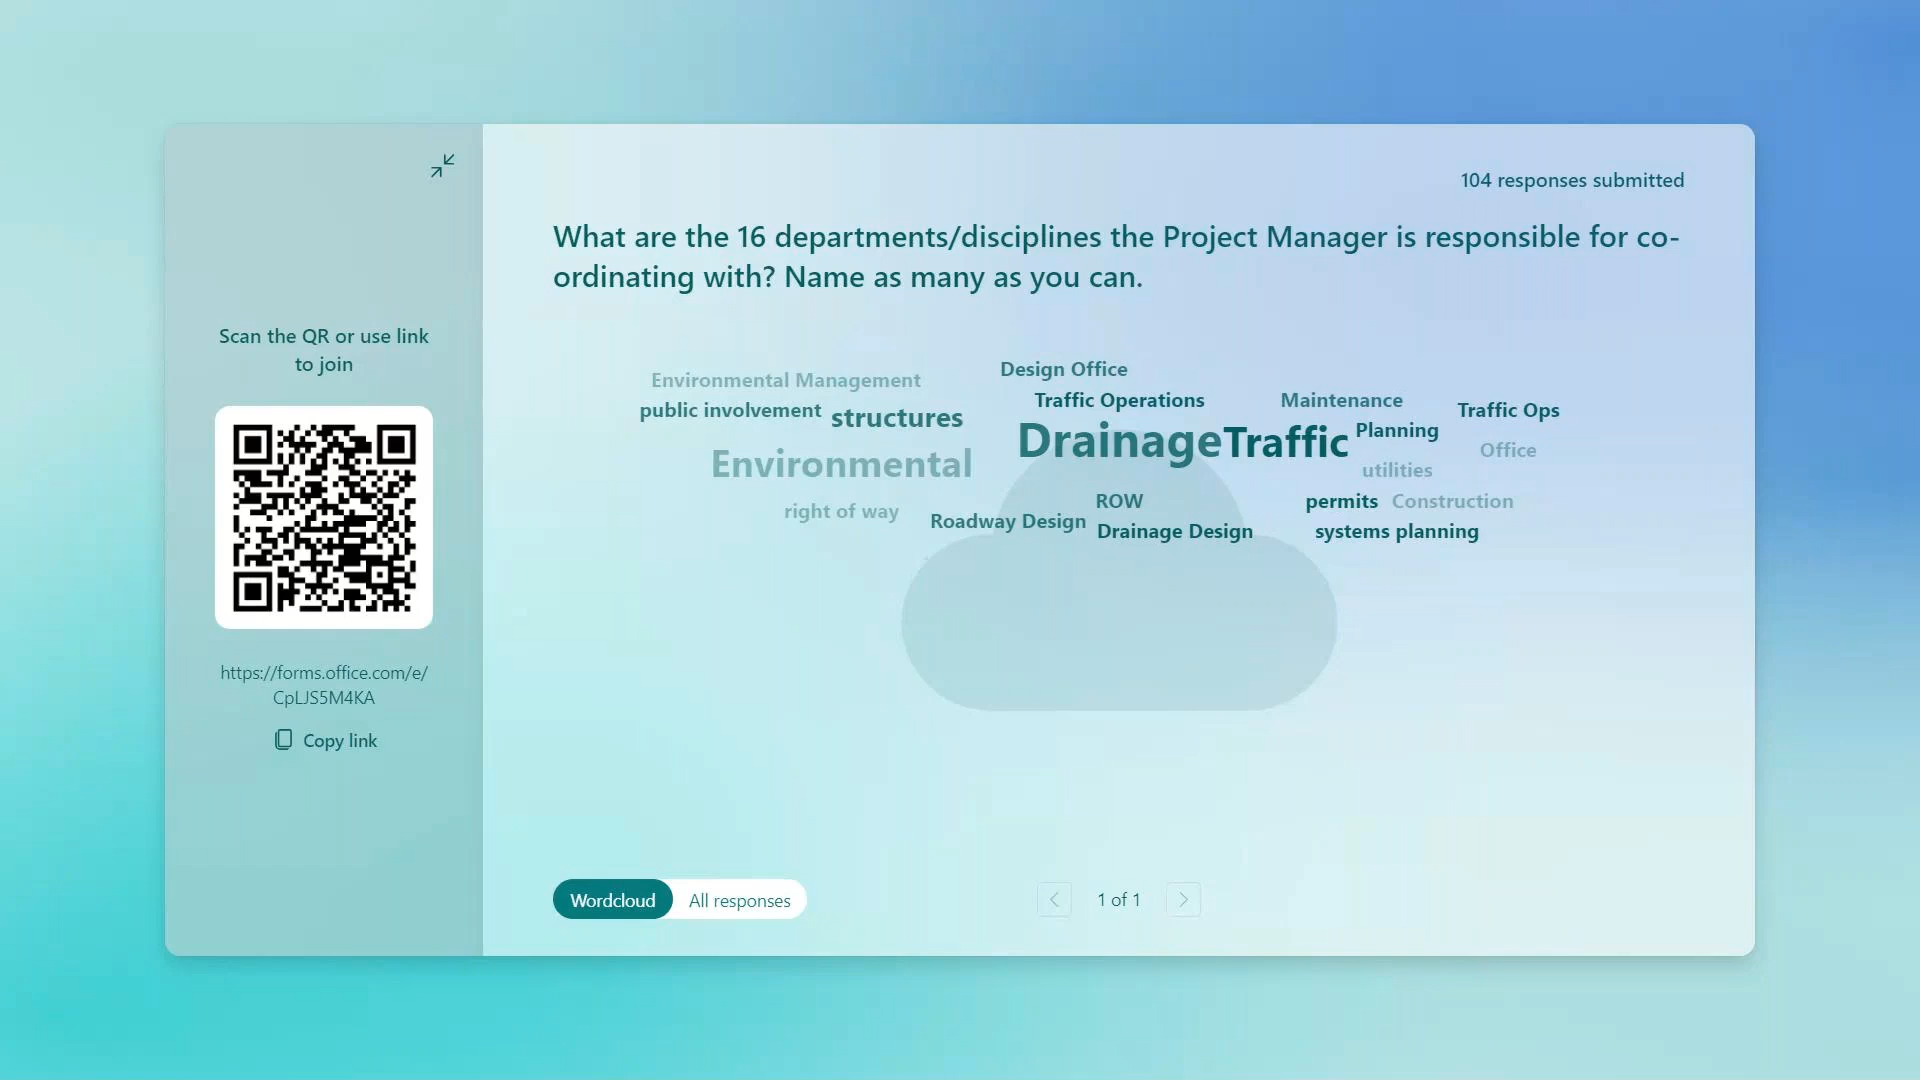 Scan the QR or use link
to join
https://forms.office.com/e/
CpLJS5M4KA
Copy link
104 responses submitted
What are the 16 departments/disciplines the Project Manager is responsible for co-
ordinating with? Name as many as you can.
Design Office
Environmental Management
Traffic Operations
Maintenance
public involvement
structures
Traffic Ops
Drainage
Traffic
Planning
Environmental
Office
utilities
right of way
ROW
permits
Construction
Roadway Design
Drainage Design
systems planning
Wordcloud
All responses
1 of 1